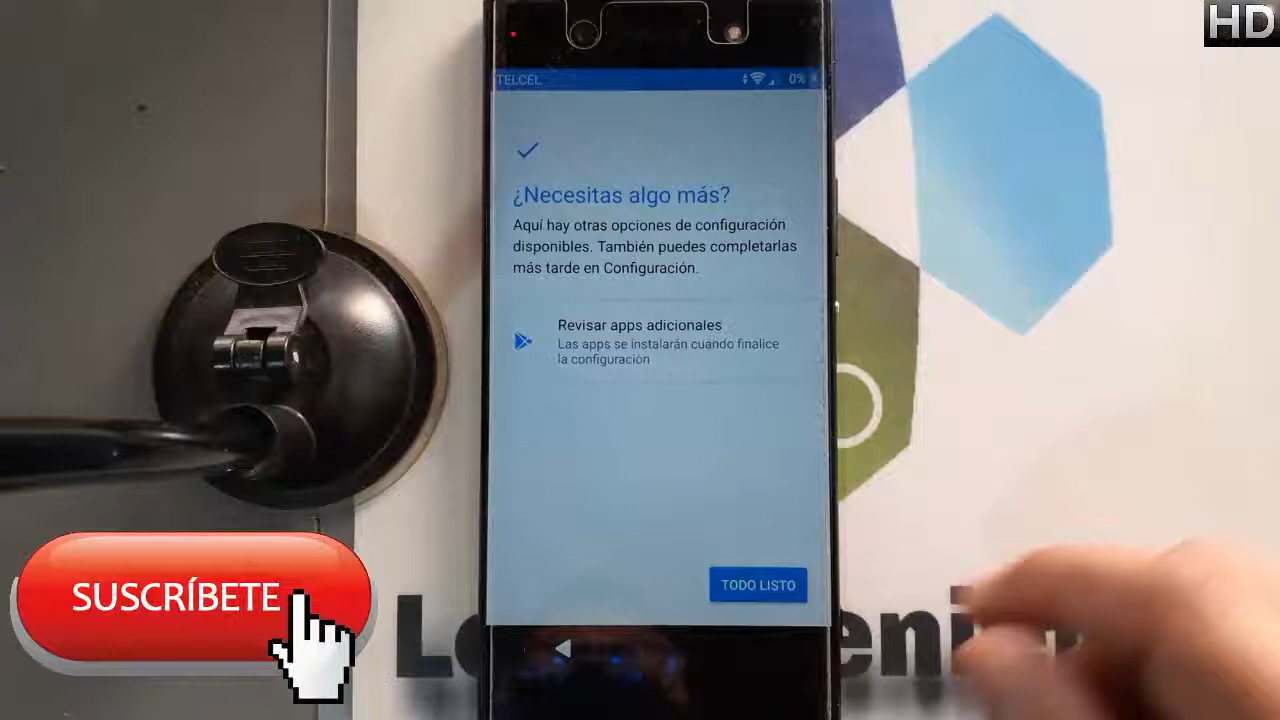 HD
TELCEL 0%
¿Necesitas algo más?
Aquí hay otras opciones de configuración
disponibles. También puedes completarlas
más tarde en Configuración.
Revisar apps adicionales
Las apps se instalarán cuando finalice
la configuración
TODO LISTO
SUSCRÍBETE